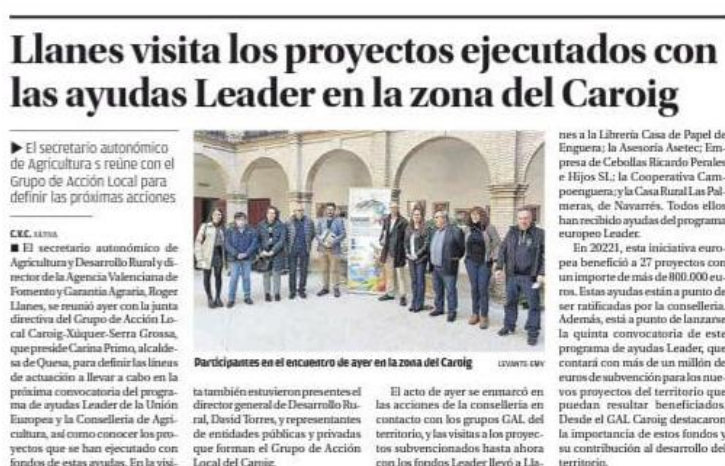 Llanes visita los proyectos ejecutados con
las ayudas Leader en la zona del Caroig
▶ El secretario autonómico
de Agricultura s reúne con el
Grupo de Acción Local para
definir las próximas acciones
C.V.C. XÀTIVA
■ El secretario autonómico de
Agricultura y Desarrollo Rural y di-
rector de la Agencia Valenciana de
Fomento y Garantía Agraria, Roger
Llanes, se reunió ayer con la junta
directiva del Grupo de Acción Lo-
cal Caroig-Xúquer-Serra Grossa,
que preside Carina Primo, alcalde-
sa de Quesa, para definir las líneas
de actuación a llevar a cabo en la
próxima convocatoria del progra-
ma de ayudas Leader de la Unión
Europea y la Conselleria de Agri-
cultura, así como conocer los pro-
yectos que se han ejecutado con
fondos de estas ayudas. En la visi-
Participantes en el encuentro de ayer en la zona del Caroig
LEVANTE-EMV
ta también estuvieron presentes el
director general de Desarrollo Ru-
ral, David Torres, y representantes
de entidades públicas y privadas
que forman el Grupo de Acción
Local del Caroig.
El acto de ayer se enmarcó en
las acciones de la conselleria en
contacto con los grupos GAL del
territorio, y las visitas a los proyec-
tos subvencionados hasta ahora
con los fondos Leader llevó a Lla-
nes a la Librería Casa de Papel de
Enguera; la Asesoría Asetec; Em-
presa de Cebollas Ricardo Perales
e Hijos SL; la Cooperativa Cam-
poenguera; y la Casa Rural Las Pal-
meras, de Navarrés. Todos ellos
han recibido ayudas del programa
europeo Leader.
En 20221, esta iniciativa euro-
pea benefició a 27 proyectos con
un importe de más de 800.000 eu-
ros. Estas ayudas están a punto de
ser ratificadas por la conselleria.
Además, está a punto de lanzarse
la quinta convocatoria de este
programa de ayudas Leader, que
contará con más de un millón de
euros de subvención para los nue-
vos proyectos del territorio que
puedan resultar beneficiados.
Desde el GAL Caroig destacaron
la importancia de estos fondos y
su contribución al desarrollo del
territorio.